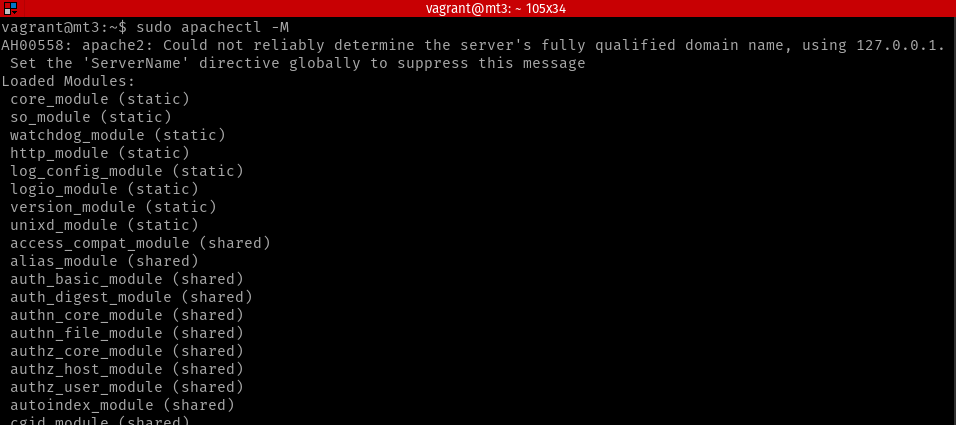 vagrant@mt3: ~ 105x34
vagrant@mt3:~$ sudo apachectl -M
AH00558: apache2: Could not reliably determine the server's fully qualified domain name, using 127.0.0.1.
 Set the 'ServerName' directive globally to suppress this message
Loaded Modules:
 core_module (static)
 so_module (static)
 watchdog_module (static)
 http_module (static)
 log_config_module (static)
 logio_module (static)
 version_module (static)
 unixd_module (static)
 access_compat_module (shared)
 alias_module (shared)
 auth_basic_module (shared)
 auth_digest_module (shared)
 authn_core_module (shared)
 authn_file_module (shared)
 authz_core_module (shared)
 authz_host_module (shared)
 authz_user_module (shared)
 autoindex_module (shared)
 cgid_module (shared)